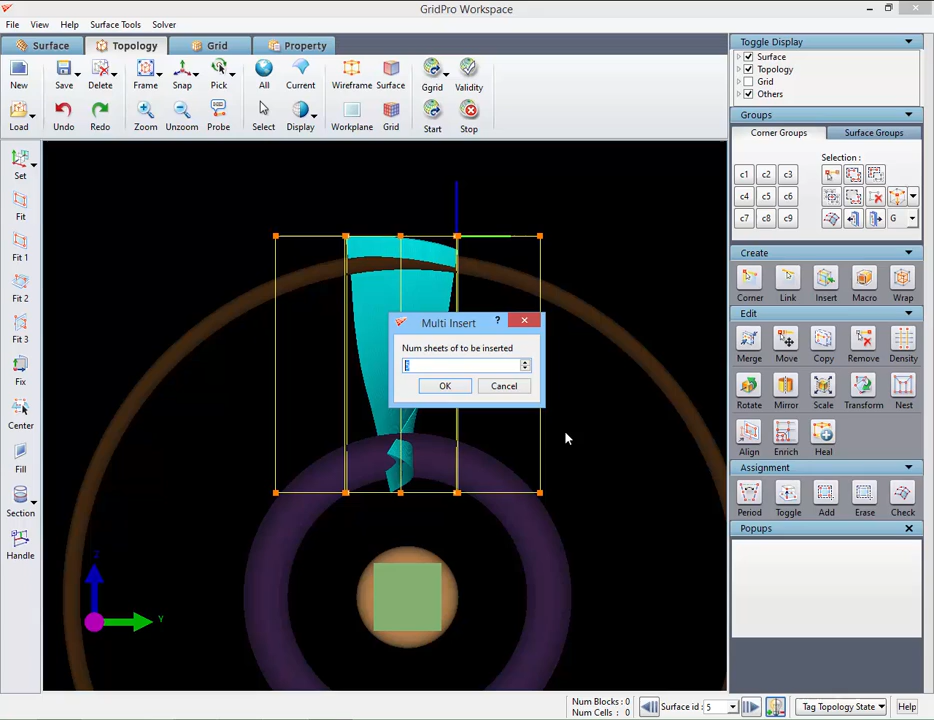 GridPro Workspace
File View Help Surface Tools Solver
Surface Topology Grid Property
New Save Delete Frame Snap Pick All Current Wireframe Surface Ggrid Validity
Load Undo Redo Zoom Unzoom Probe Select Display Workplane Grid Start Stop
Set
Fit
Fit 1
Fit 2
Fit 3
Fix
Center
Fill
Section
Handle
Multi Insert ?
Num sheets of to be inserted
OK Cancel
Z
Y
Toggle Display
Surface
Topology
Grid
Others
Groups
Corner Groups Surface Groups
Selection :
c1 c2 c3
c4 c5 c6
c7 c8 c9 G
Create
Corner Link Insert Macro Wrap
Edit
Merge Move Copy Remove Density
Rotate Mirror Scale Transform Nest
Align Enrich Heal
Assignment
Period Toggle Add Erase Check
Popups
Num Blocks: 0
Num Cells : 0
Surface id : 5
Tag Topology State
Help